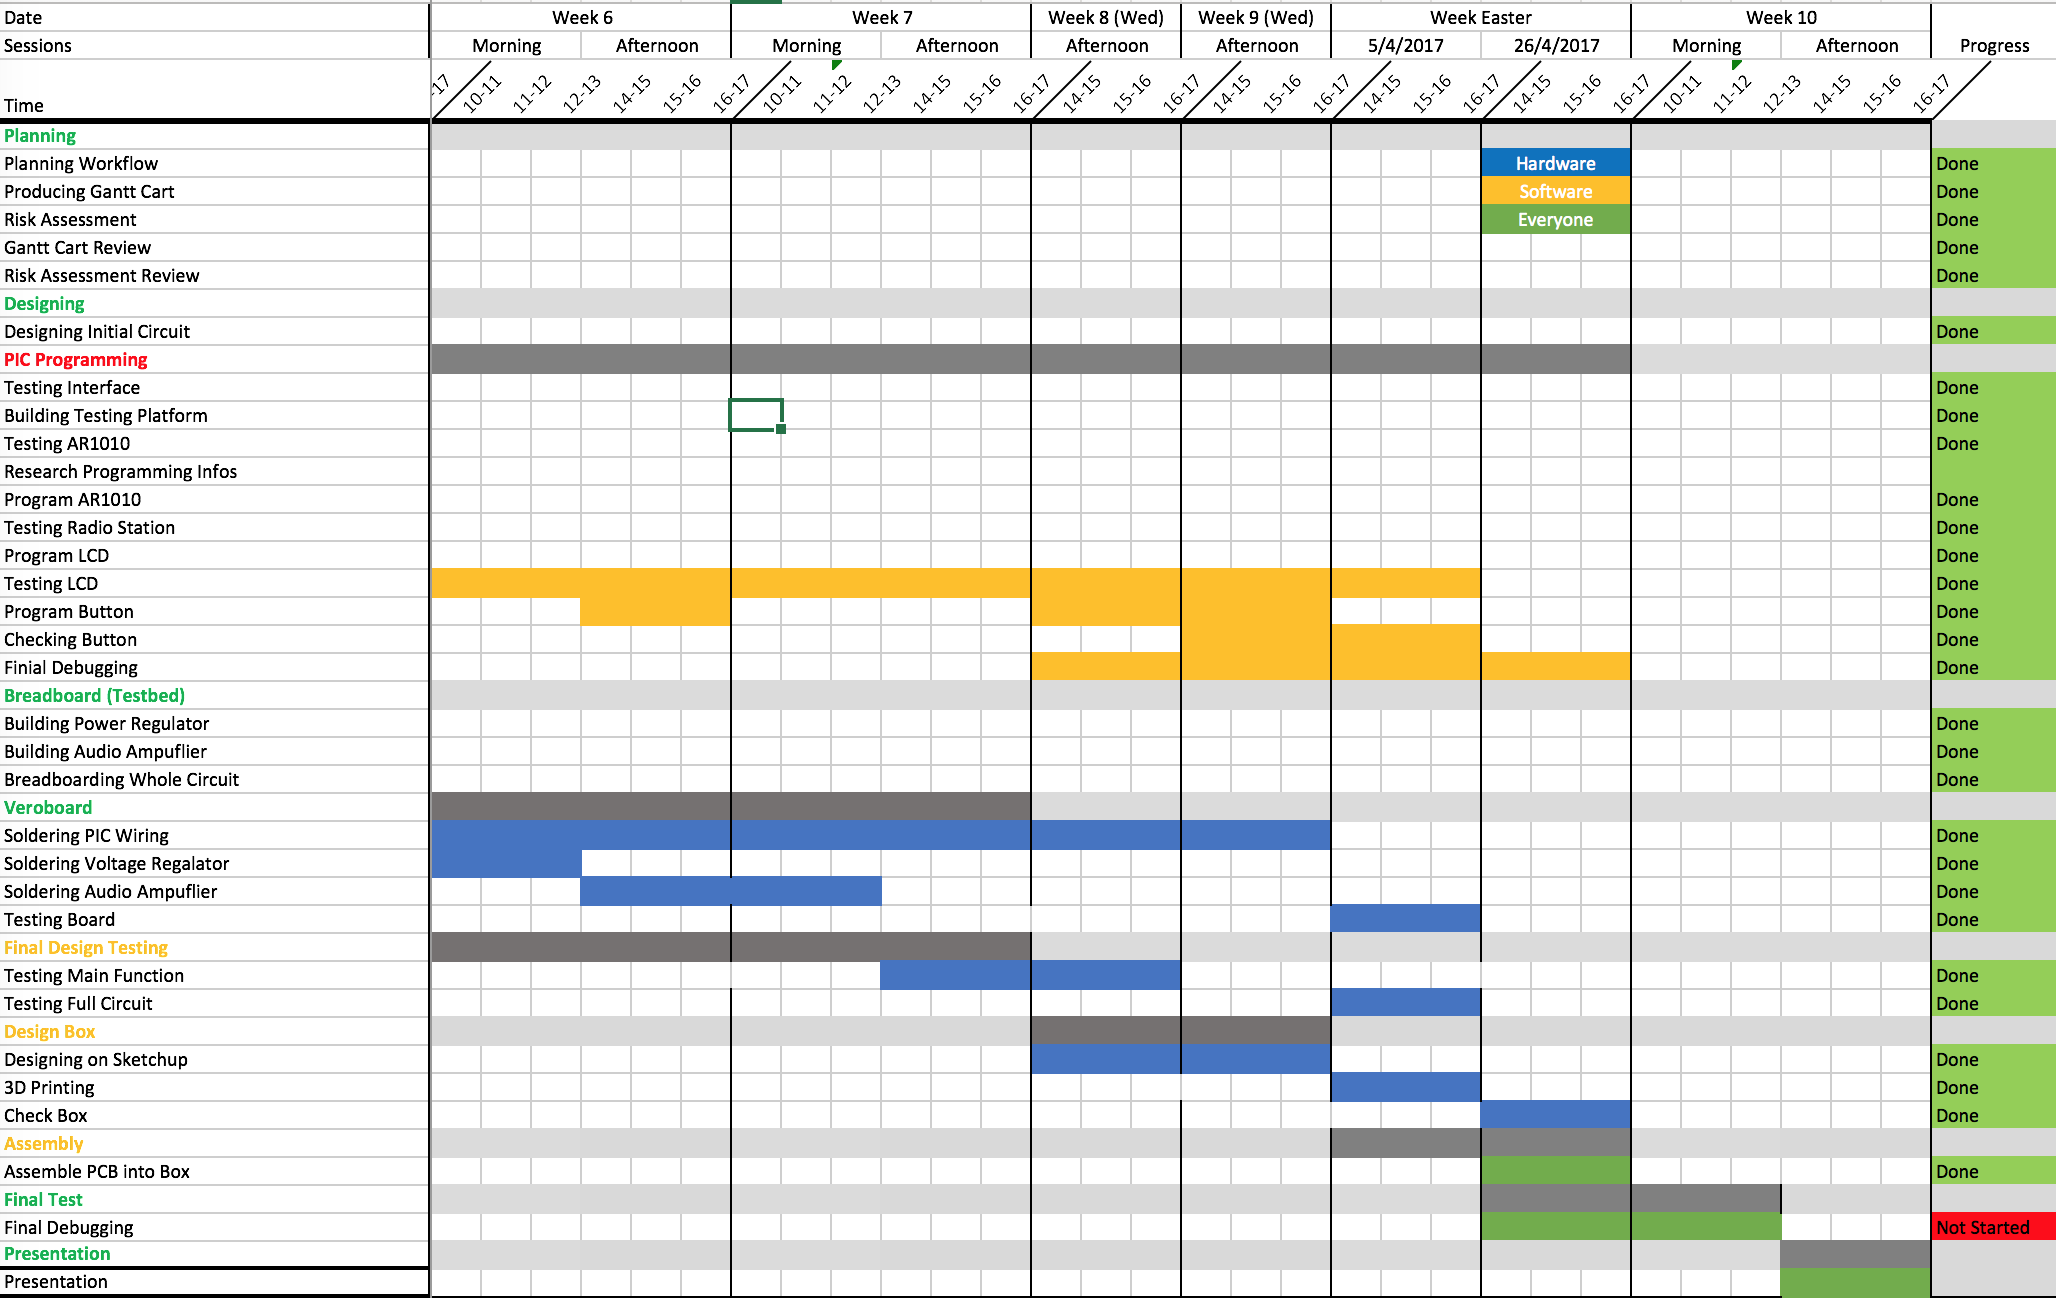 Date Week 6 Week 7 Week 8 (Wed) Week 9 (Wed) Week Easter Week 10
Sessions Morning Afternoon Morning Afternoon Afternoon Afternoon 5/4/2017 26/4/2017 Morning Afternoon Progress
Time -17 10-11 11-12 12-13 14-15 15-16 16-17 10-11 11-12 12-13 14-15 15-16 16-17 14-15 15-16 16-17 14-15 15-16 16-17 14-15 15-16 16-17 14-15 15-16 16-17 10-11 11-12 12-13 14-15 15-16 16-17
Planning
Planning Workflow Hardware Done
Producing Gantt Cart Software Done
Risk Assessment Everyone Done
Gantt Cart Review Done
Risk Assessment Review Done
Designing
Designing Initial Circuit Done
PIC Programming
Testing Interface Done
Building Testing Platform Done
Testing AR1010 Done
Research Programming Infos
Program AR1010 Done
Testing Radio Station Done
Program LCD Done
Testing LCD Done
Program Button Done
Checking Button Done
Finial Debugging Done
Breadboard (Testbed)
Building Power Regulator Done
Building Audio Ampuflier Done
Breadboarding Whole Circuit Done
Veroboard
Soldering PIC Wiring Done
Soldering Voltage Regalator Done
Soldering Audio Ampuflier Done
Testing Board Done
Final Design Testing
Testing Main Function Done
Testing Full Circuit Done
Design Box
Designing on Sketchup Done
3D Printing Done
Check Box Done
Assembly
Assemble PCB into Box Done
Final Test
Final Debugging Not Started
Presentation
Presentation